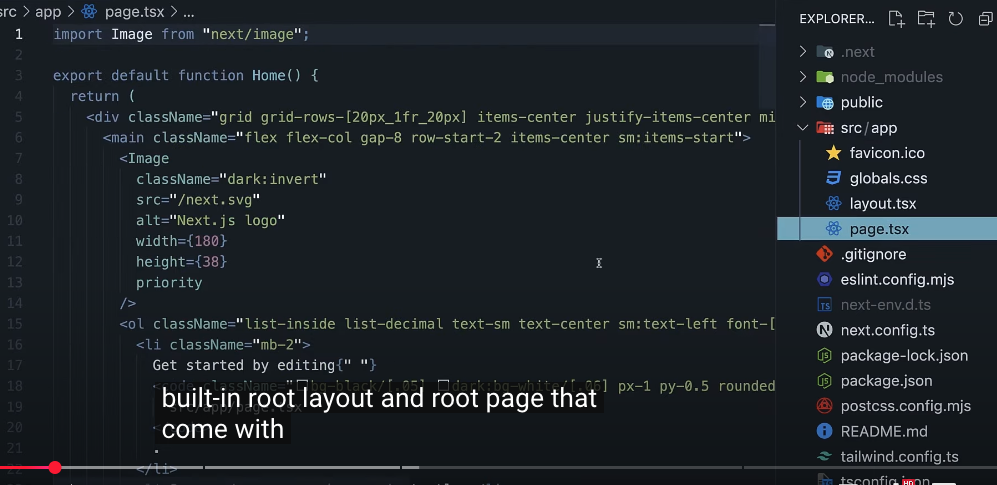 src > app > page.tsx > ...
1 import Image from "next/image";
2
3 export default function Home() {
4 return (
5 <div className="grid grid-rows-[20px_1fr_20px] items-center justify-items-center mi
6 <main className="flex flex-col gap-8 row-start-2 items-center sm:items-start">
7 <Image
8 className="dark:invert"
9 src="/next.svg"
10 alt="Next.js logo"
11 width={180}
12 height={38}
13 priority
14 />
15 <ol className="list-inside list-decimal text-sm text-center sm:text-left font-[
16 <li className="mb-2">
17 Get started by editing{" "}
18 <code className="bg-black/[.05] dark:bg-white/[.06] px-1 py-0.5 rounded
19 src/app/page.tsx
20
21 .
22 </li>
built-in root layout and root page that
come with
EXPLORER...
.next
node_modules
public
src/app
favicon.ico
globals.css
layout.tsx
page.tsx
.gitignore
eslint.config.mjs
next-env.d.ts
next.config.ts
package-lock.json
package.json
postcss.config.mjs
README.md
tailwind.config.ts
tsconfig.json
HD